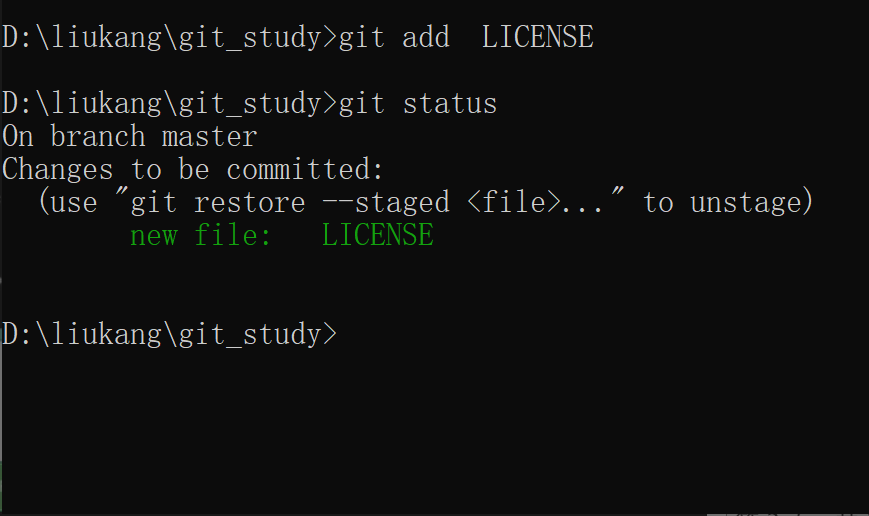 D:\liukang\git_study>git add  LICENSE
D:\liukang\git_study>git status
On branch master
Changes to be committed:
  (use "git restore --staged <file>..." to unstage)
        new file:   LICENSE
D:\liukang\git_study>